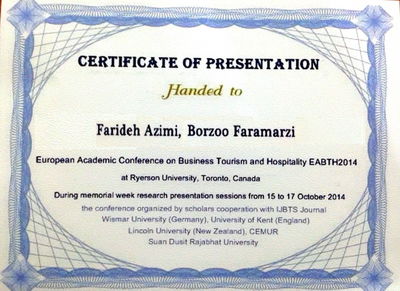 CERTIFICATE OF PRESENTATION
Handed to
Farideh Azimi, Borzoo Faramarzi
European Academic Conference on Business Tourism and Hospitality EABTH2014
at Ryerson University, Toronto, Canada
During memorial week research presentation sessions from 15 to 17 October 2014
the conference organized by scholars cooperation with IJBTS Journal
Wismar University (Germany), University of Kent (England)
Lincoln University (New Zealand), CEMUR
Suan Dusit Rajabhat University